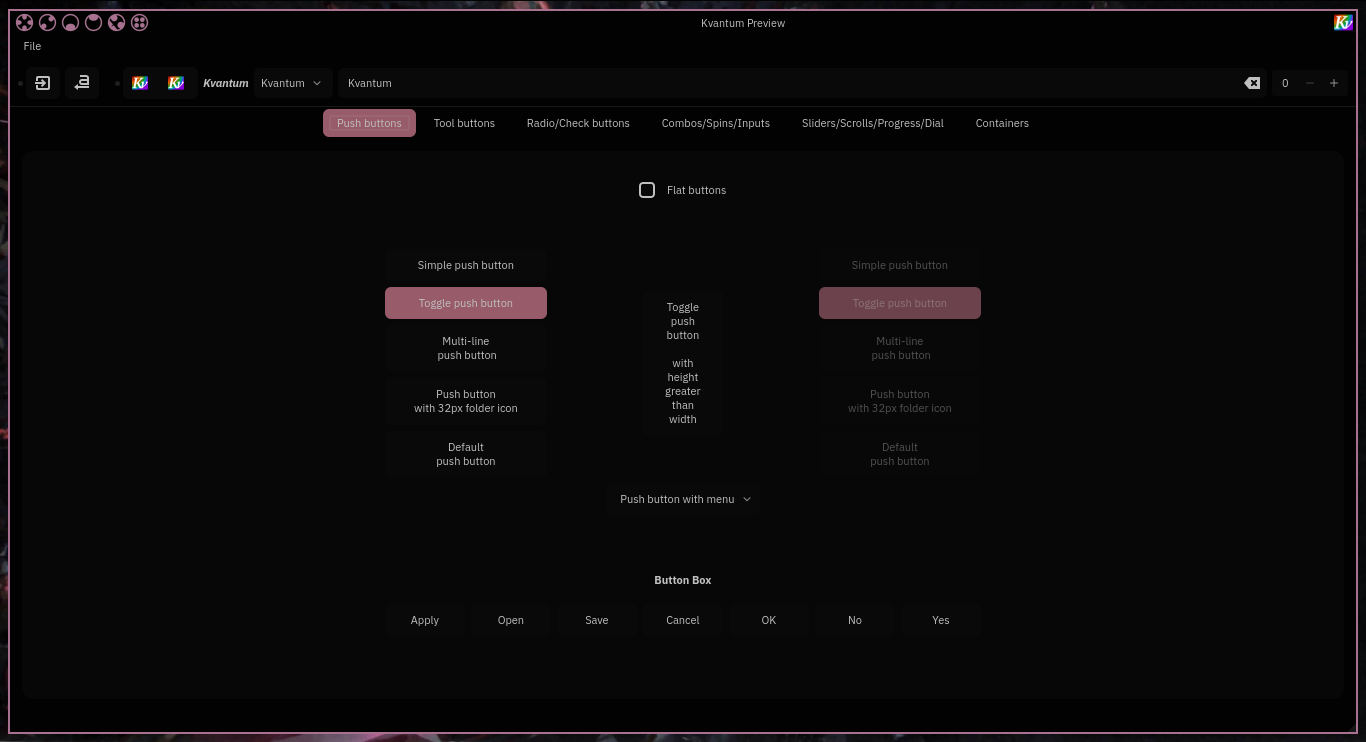 Kvantum Preview
Kv
File
Kv
Kv
Kvantum
Kvantum
Kvantum
0
Push buttons
Tool buttons
Radio/Check buttons
Combos/Spins/Inputs
Sliders/Scrolls/Progress/Dial
Containers
Flat buttons
Simple push button
Toggle push button
Multi-line
push button
Push button
with 32px folder icon
Default
push button
Toggle
push
button
with
height
greater
than
width
Simple push button
Toggle push button
Multi-line
push button
Push button
with 32px folder icon
Default
push button
Push button with menu
Button Box
Apply
Open
Save
Cancel
OK
No
Yes